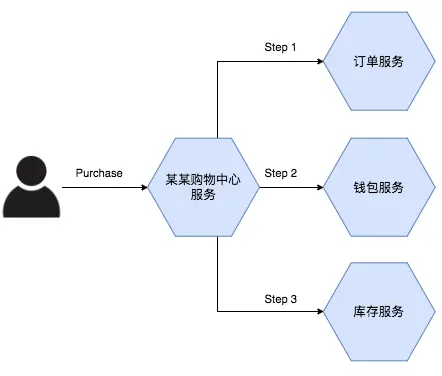 Step 1
订单服务
Purchase
某某购物中心
服务
Step 2
钱包服务
Step 3
库存服务